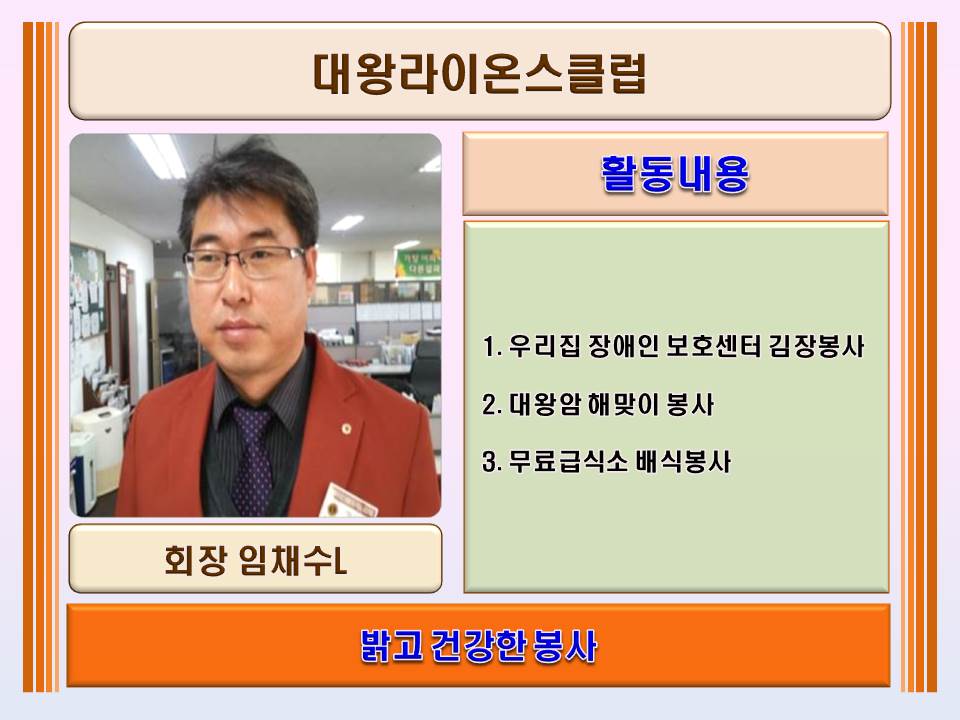 대왕라이온스클럽
활동내용
1. 우리집 장애인 보호센터 김장봉사
2. 대왕암 해맞이 봉사
3. 무료급식소 배식봉사
회장 임채수L
밝고 건강한 봉사